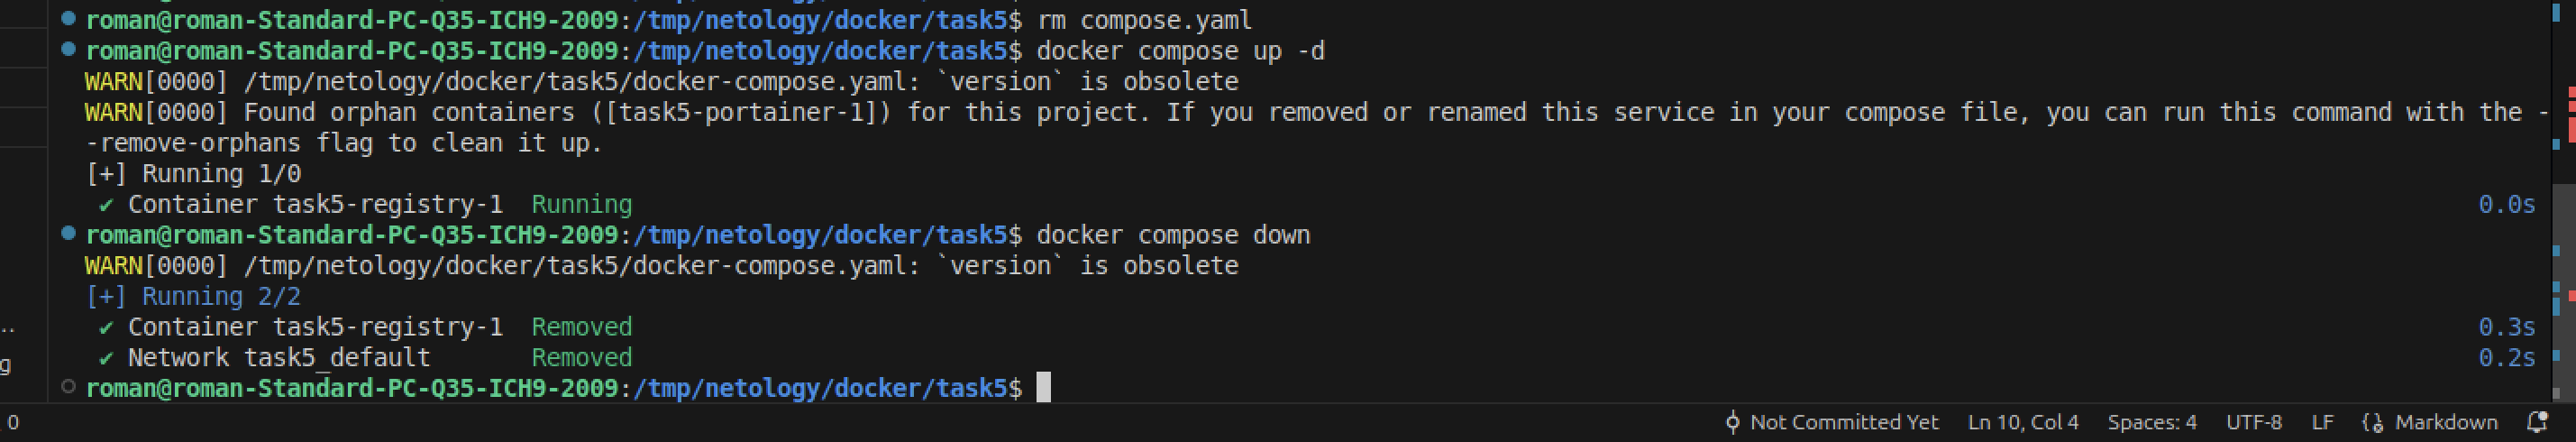 roman@roman-Standard-PC-Q35-ICH9-2009:/tmp/netology/docker/task5$ rm compose.yaml
roman@roman-Standard-PC-Q35-ICH9-2009:/tmp/netology/docker/task5$ docker compose up -d
WARN[0000] /tmp/netology/docker/task5/docker-compose.yaml: `version` is obsolete
WARN[0000] Found orphan containers ([task5-portainer-1]) for this project. If you removed or renamed this service in your compose file, you can run this command with the -
-remove-orphans flag to clean it up.
[+] Running 1/0
✔ Container task5-registry-1 Running 0.0s
roman@roman-Standard-PC-Q35-ICH9-2009:/tmp/netology/docker/task5$ docker compose down
WARN[0000] /tmp/netology/docker/task5/docker-compose.yaml: `version` is obsolete
[+] Running 2/2
✔ Container task5-registry-1 Removed 0.3s
✔ Network task5_default Removed 0.2s
roman@roman-Standard-PC-Q35-ICH9-2009:/tmp/netology/docker/task5$
0 Not Committed Yet Ln 10, Col 4 Spaces: 4 UTF-8 LF Markdown